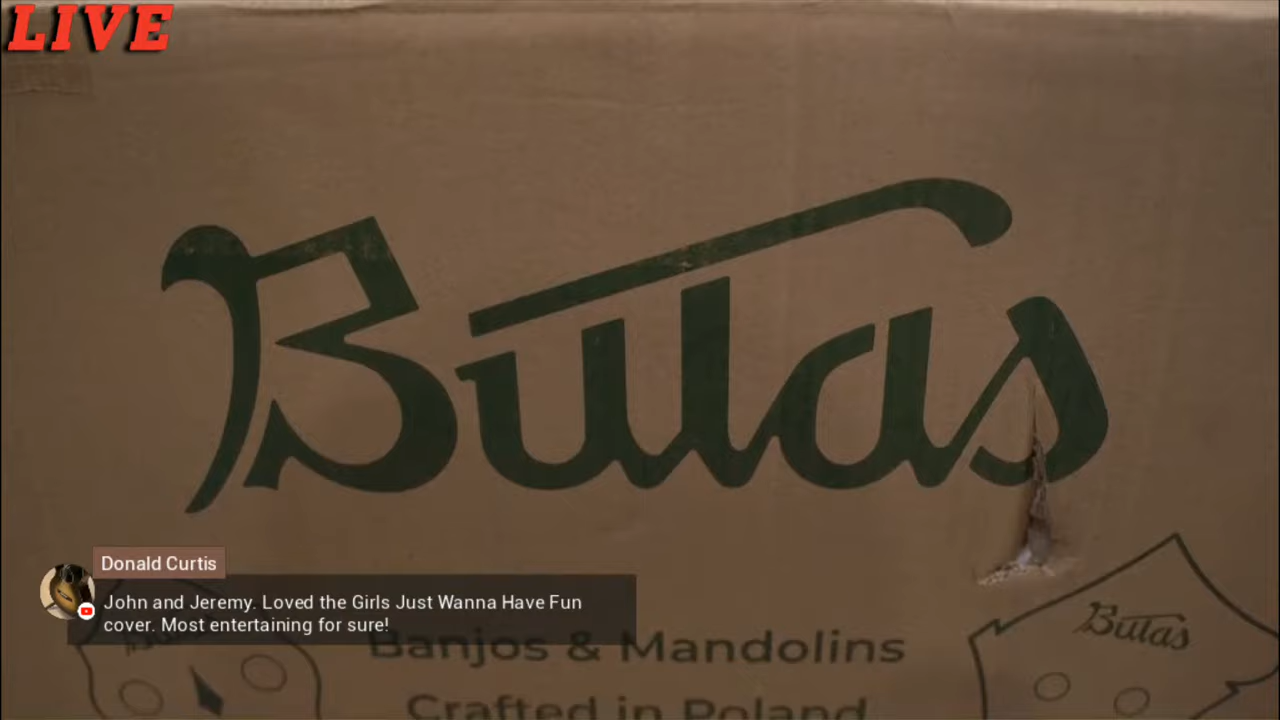 LIVE
Butas
Donald Curtis
John and Jeremy. Loved the Girls Just Wanna Have Fun
cover. Most entertaining for sure!
Banjos & Mandolins
Butas
Crafted in Poland